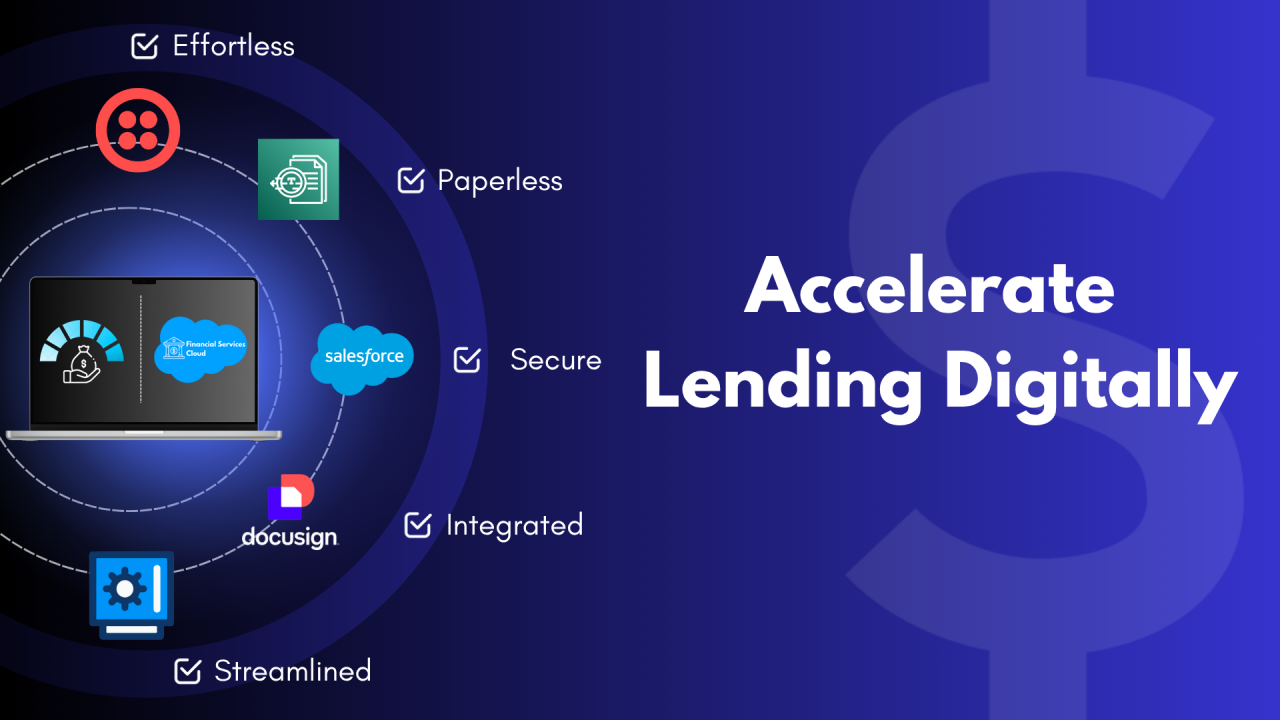 Effortless
Paperless
Financial Services
Cloud
salesforce
Secure
Accelerate
Lending Digitally
docusign
Integrated
Streamlined